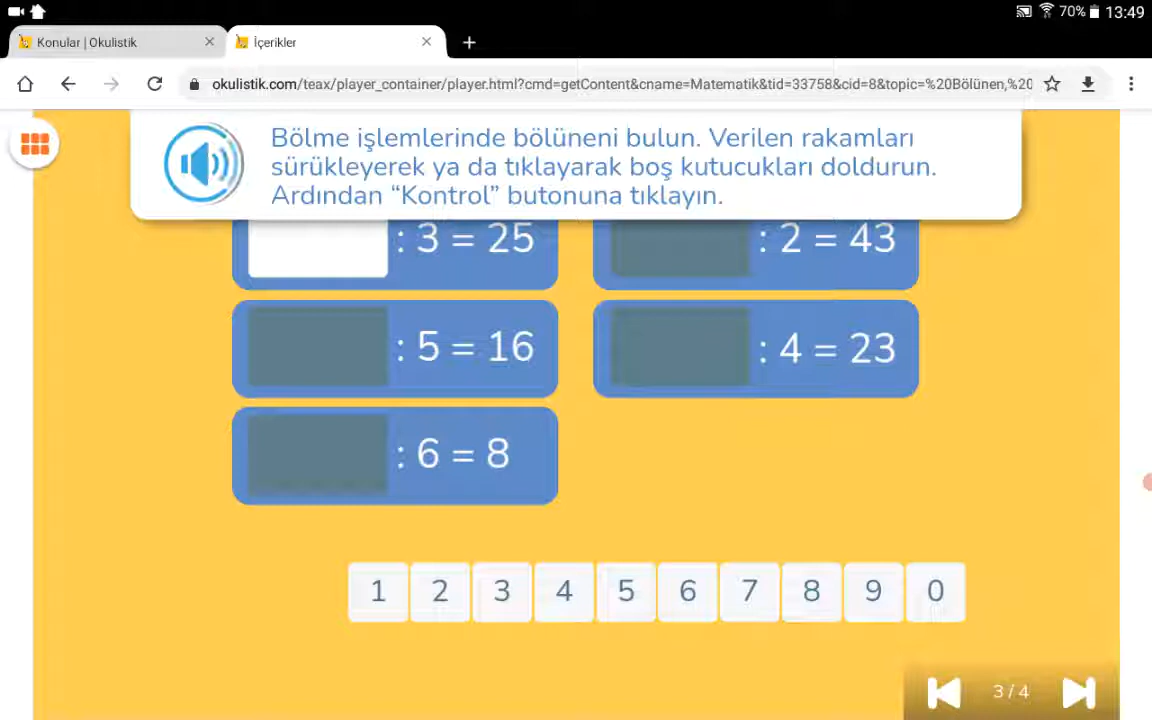 70% 13:49
Konular | Okulistik İçerikler
okulistik.com/teax/player_container/player.html?cmd=getContent&cname=Matematik&tid=33758&cid=8&topic=%20Bölünen,%20
Bölme işlemlerinde bölüneni bulun. Verilen rakamları
sürükleyerek ya da tıklayarak boş kutucukları doldurun.
Ardından “Kontrol” butonuna tıklayın.
: 3 = 25 : 2 = 43
: 5 = 16 : 4 = 23
: 6 = 8
1 2 3 4 5 6 7 8 9 0
3 / 4